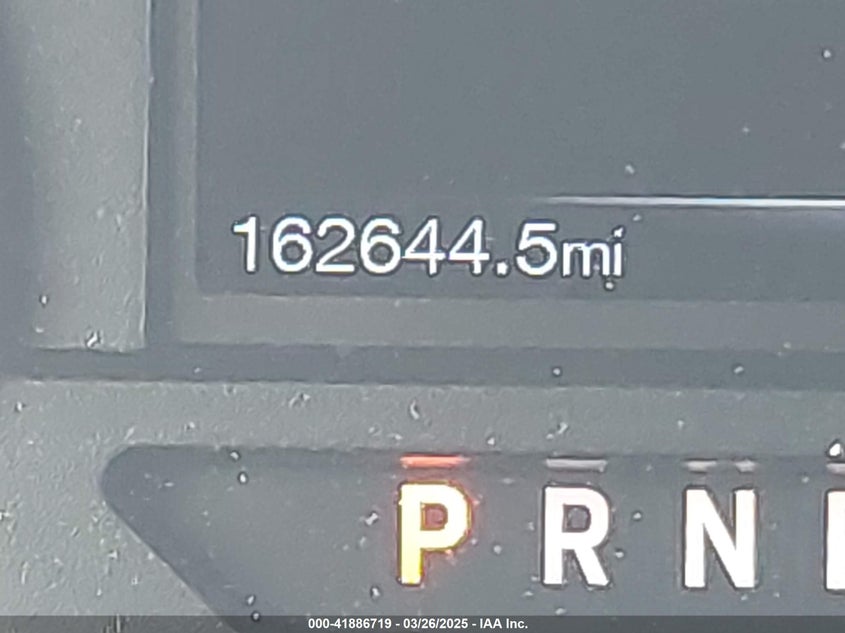 162644.5mi
P R N
000-41886719 - 03/26/2025 - IAA Inc.